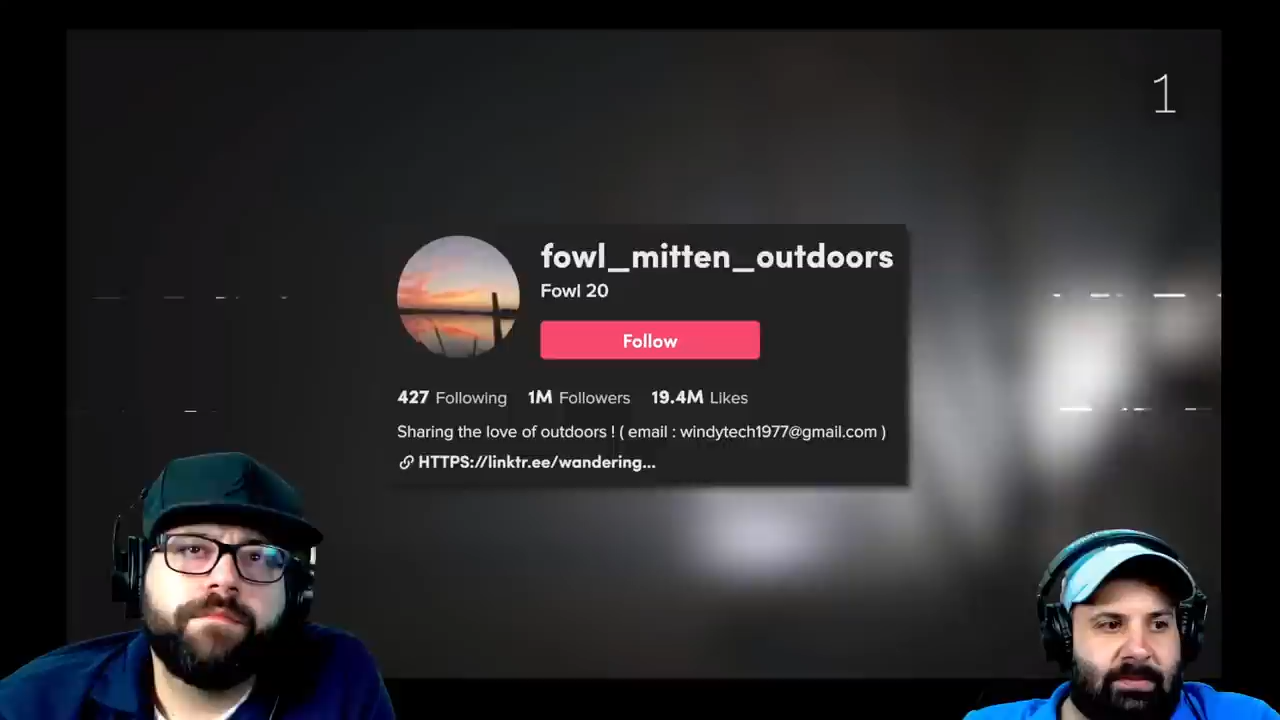 1
fowl_mitten_outdoors
Fowl 20
Follow
427 Following 1M Followers 19.4M Likes
Sharing the love of outdoors ! ( email : windytech1977@gmail.com )
HTTPS://linktr.ee/wandering...